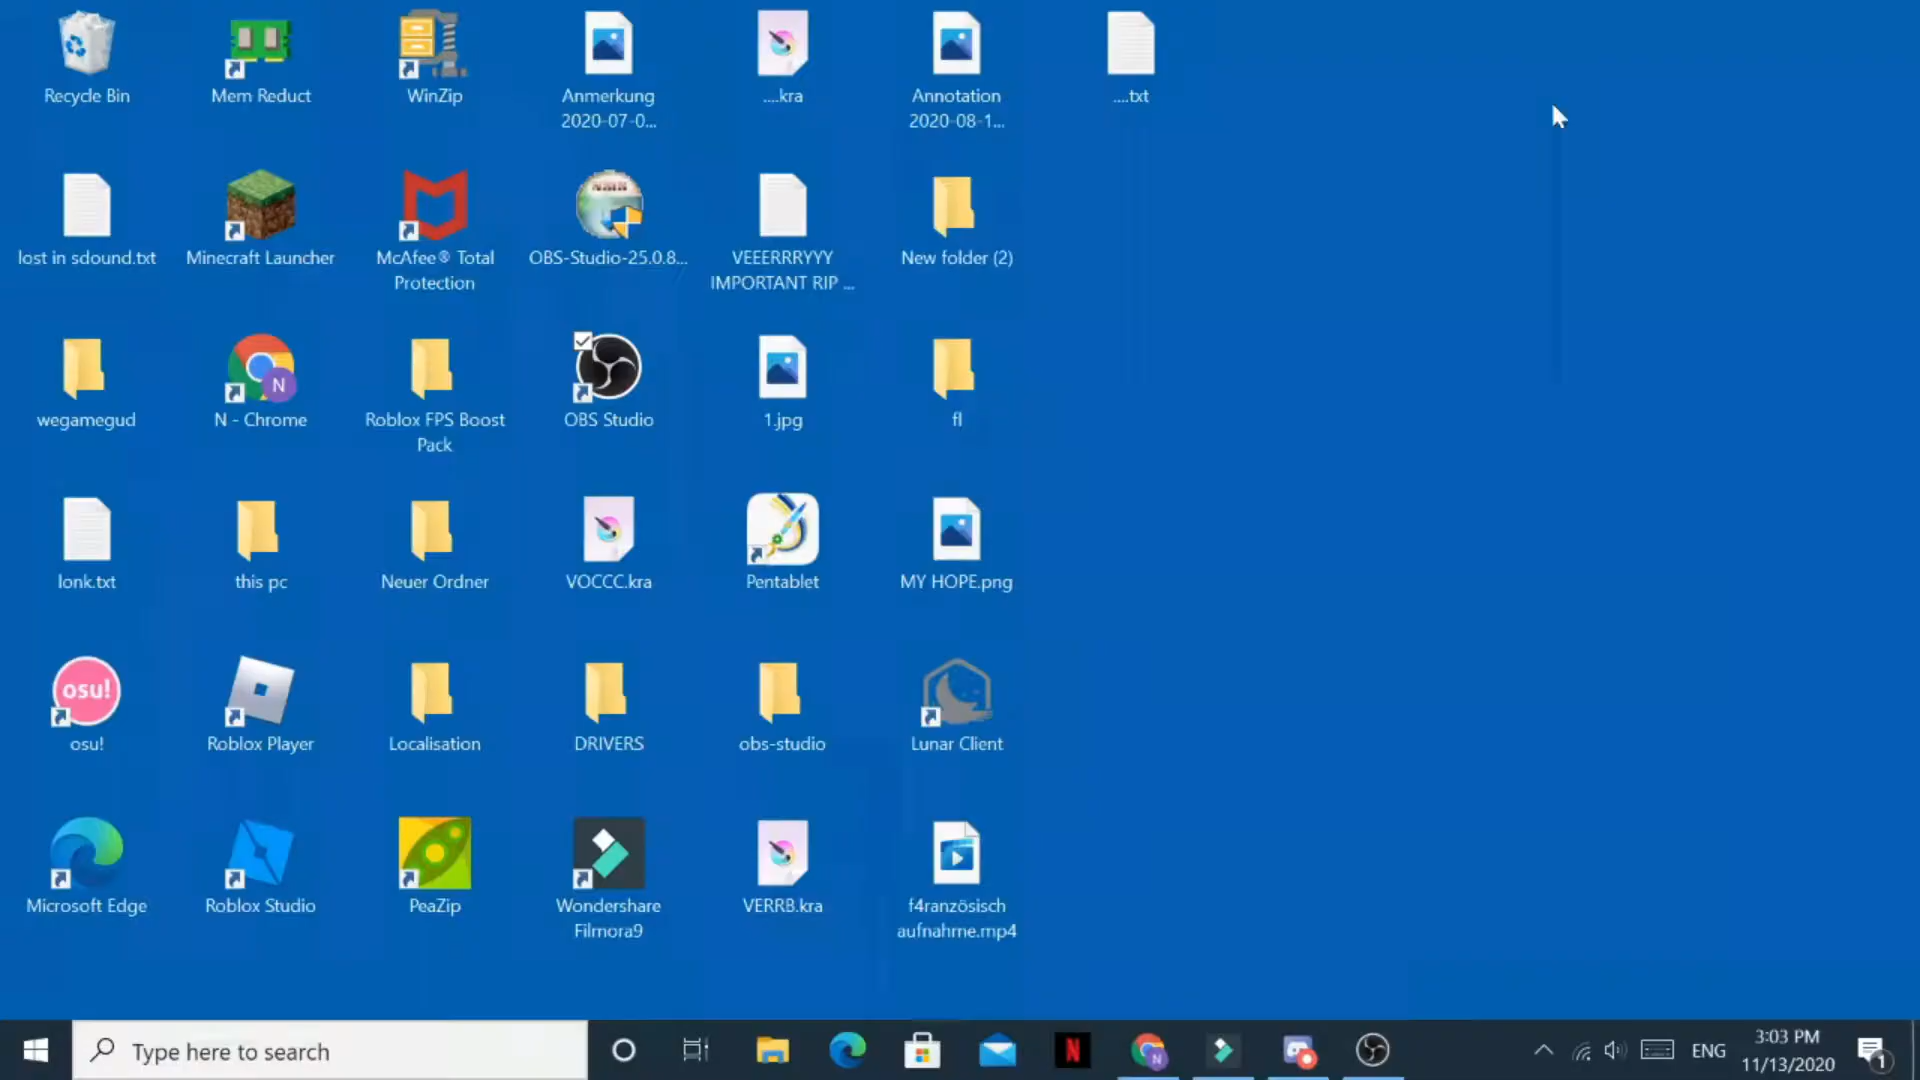 Recycle Bin
Mem Reduct
WinZip
Anmerkung
2020-07-0...
....kra
Annotation
2020-08-1...
....txt
lost in sdound.txt
Minecraft Launcher
McAfee® Total
Protection
OBS-Studio-25.0.8...
VEEERRRYYY
IMPORTANT RIP ...
New folder (2)
wegamegud
N
N - Chrome
Roblox FPS Boost
Pack
OBS Studio
1.jpg
fl
lonk.txt
this pc
Neuer Ordner
VOCCC.kra
Pentablet
MY HOPE.png
osu!
osu!
Roblox Player
Localisation
DRIVERS
obs-studio
Lunar Client
Microsoft Edge
Roblox Studio
PeaZip
Wondershare
Filmora9
VERRB.kra
f4ranzösisch
aufnahme.mp4
Type here to search
N
N
ENG
3:03 PM
11/13/2020
1